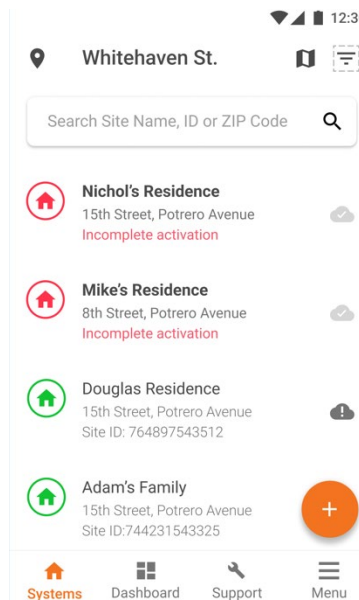 12:3
Whitehaven St.
Search Site Name, ID or ZIP Code
Nichol's Residence
15th Street, Potrero Avenue
Incomplete activation
Mike's Residence
8th Street, Potrero Avenue
Incomplete activation
Douglas Residence
15th Street, Potrero Avenue
Site ID: 764897543512
Adam's Family
15th Street, Potrero Avenue
Site ID:744231543325
Systems Dashboard Support Menu